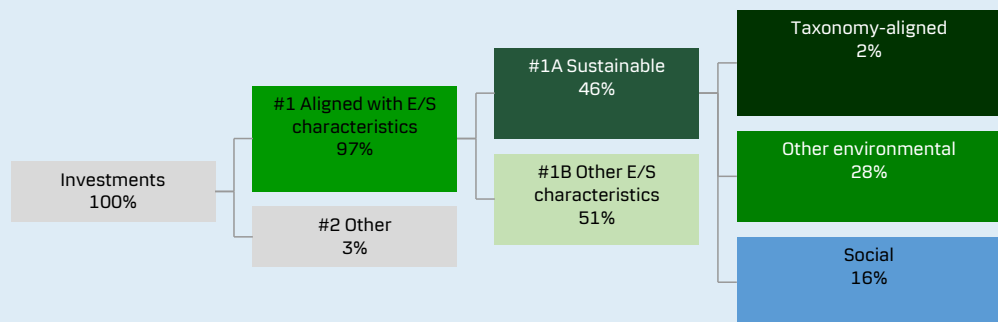 Investments
100%
#1 Aligned with E/S
characteristics
97%
#2 Other
3%
#1A Sustainable
46%
#1B Other E/S
characteristics
51%
Taxonomy-aligned
2%
Other environmental
28%
Social
16%